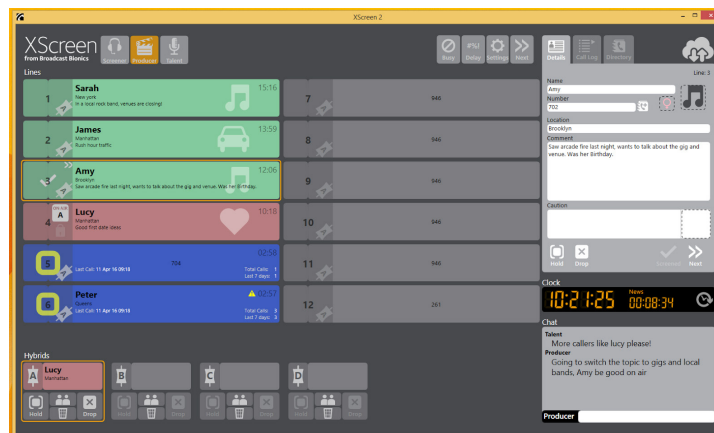 XScreen 2
XScreen
from Broadcast Bionics
Screener
Producer
Talent
Busy
Delay
Settings
Next
Details
Call Log
Directory
Lines
1
Sarah
15:16
New york
In a local rock band, venues are closing!
2
James
13:59
Manhattan
Rush hour traffic
3
Amy
12:06
Brooklyn
Saw arcade fire last night, wants to talk about the gig and venue. Was her Birthday.
4
A
Lucy
10:18
Manhattan
Good first date ideas
5
704
02:58
Last Call: 11 Apr 16 09:18
Total Calls: 1
Last 7 days: 1
6
Peter
02:57
Queens
Last Call: 11 Apr 16 09:18
Total Calls: 3
Last 7 days: 3
7
946
8
946
9
946
10
946
11
946
12
261
Line: 3
Name
Amy
Number
702
Location
Brooklyn
Comment
Saw arcade fire last night, wants to talk about the gig and
venue. Was her Birthday.
Caution
Hold
Drop
Next
Clock
10:21:25
News
00:08:34
Chat
Talent
More callers like lucy please!
Producer
Going to switch the topic to gigs and local
bands, Amy be good on air
Producer
Hybrids
A
Lucy
Manhattan
B
C
D
Hold
Drop
Hold
Drop
Hold
Drop
Hold
Drop